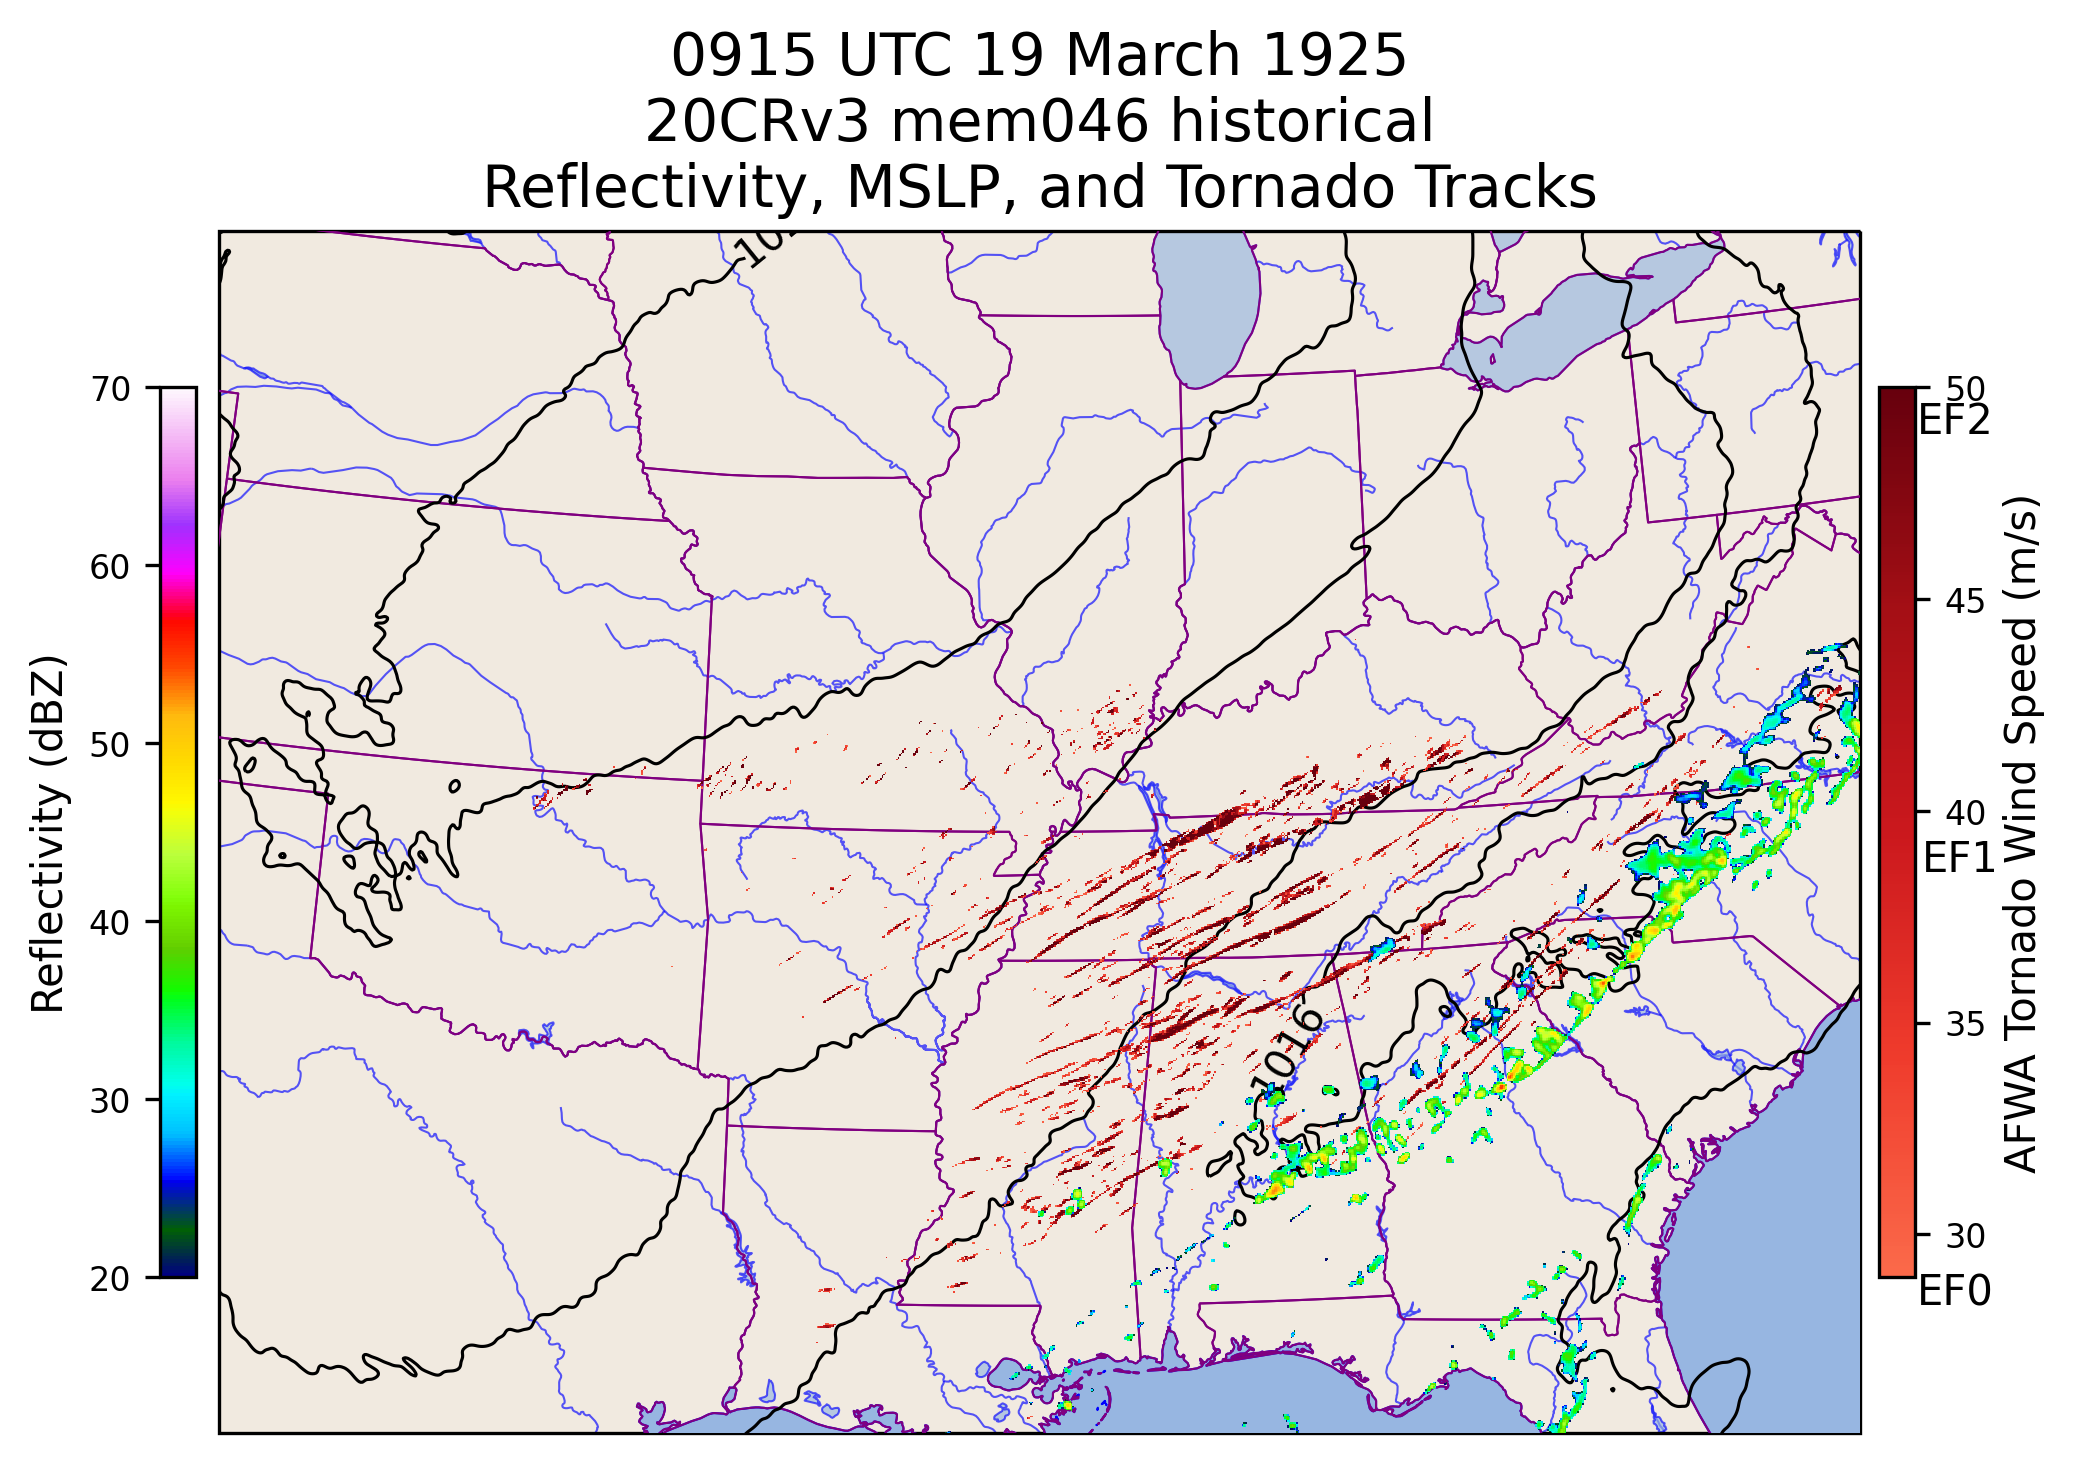 0915 UTC 19 March 1925
20CRv3 mem046 historical
Reflectivity, MSLP, and Tornado Tracks
70
60
50
40
30
20
Reflectivity (dBZ)
1016
50
EF2
45
40
EF1
35
30
EF0
AFWA Tornado Wind Speed (m/s)